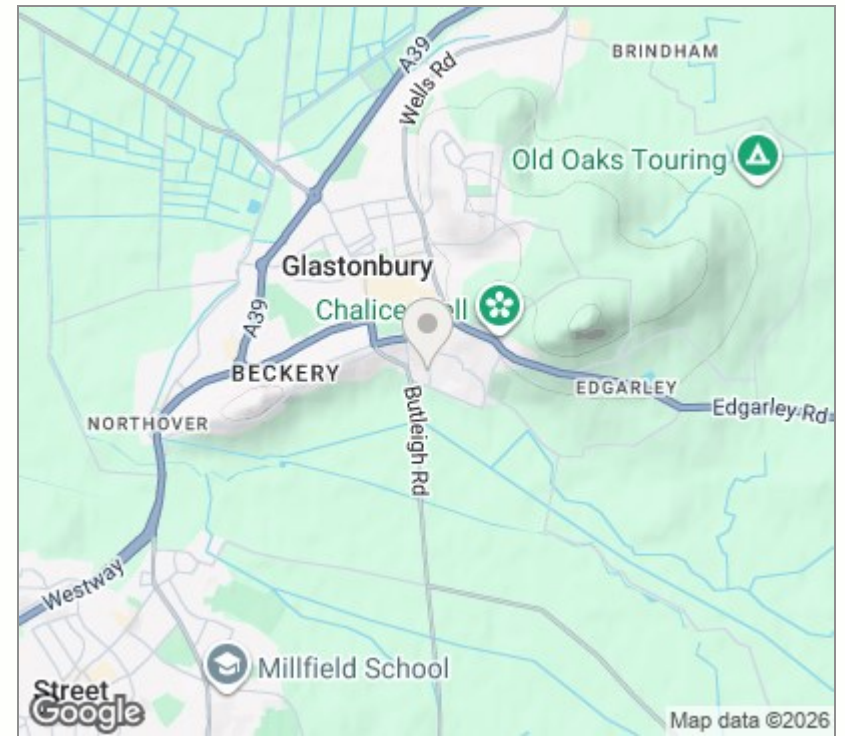 A39
Wells Rd
BRINDHAM
Old Oaks Touring
Glastonbury
Chalice
ell
A39
BECKERY
EDGARLEY
Edgarley Rd
NORTHOVER
Butleigh Rd
Westway
Millfield School
Street
Google
Map data ©2026